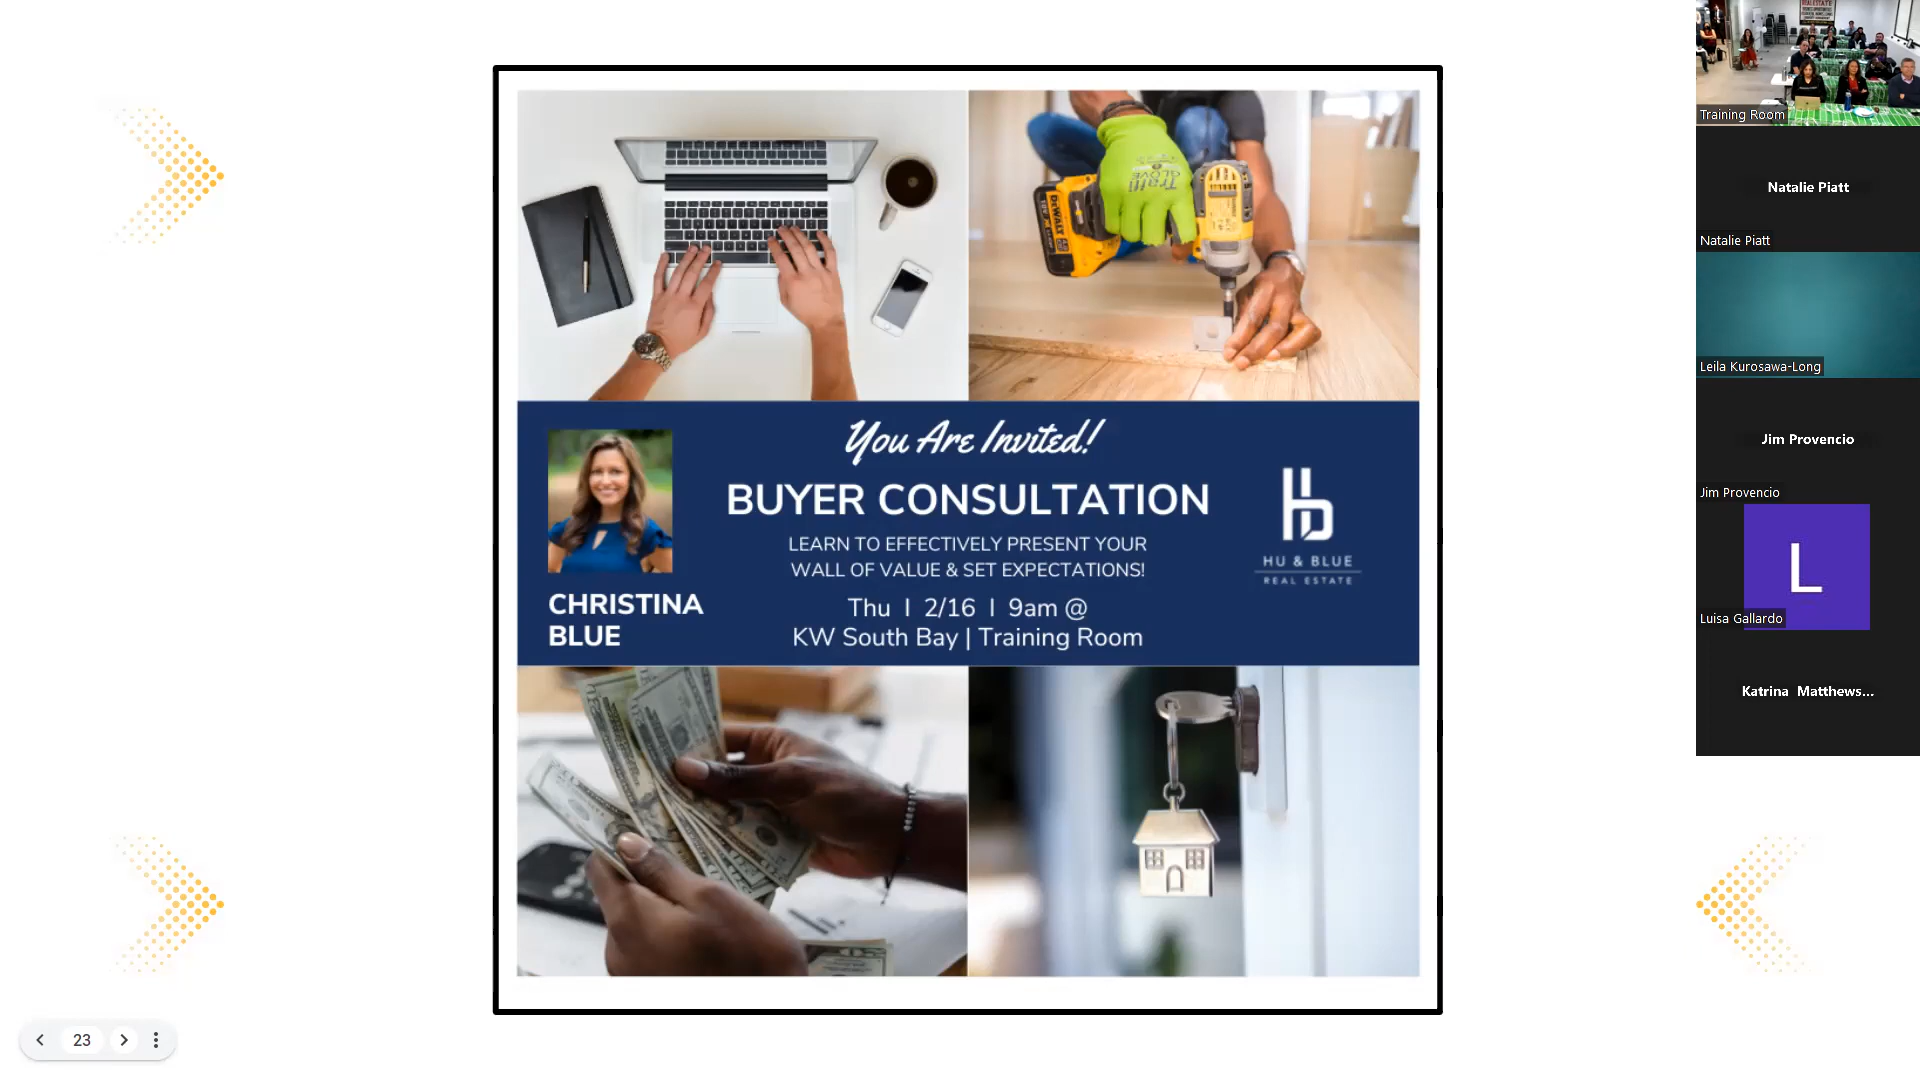 You Are Invited!
BUYER CONSULTATION
LEARN TO EFFECTIVELY PRESENT YOUR
WALL OF VALUE & SET EXPECTATIONS!
Thu I 2/16 I 9am @
KW South Bay | Training Room
CHRISTINA
BLUE
HU & BLUE
REAL ESTATE
DEWALT
REAL ESTATE
Training Room
Natalie Piatt
Natalie Piatt
Leila Kurosawa-Long
Jim Provencio
Jim Provencio
L
Luisa Gallardo
Katrina Matthews...
23